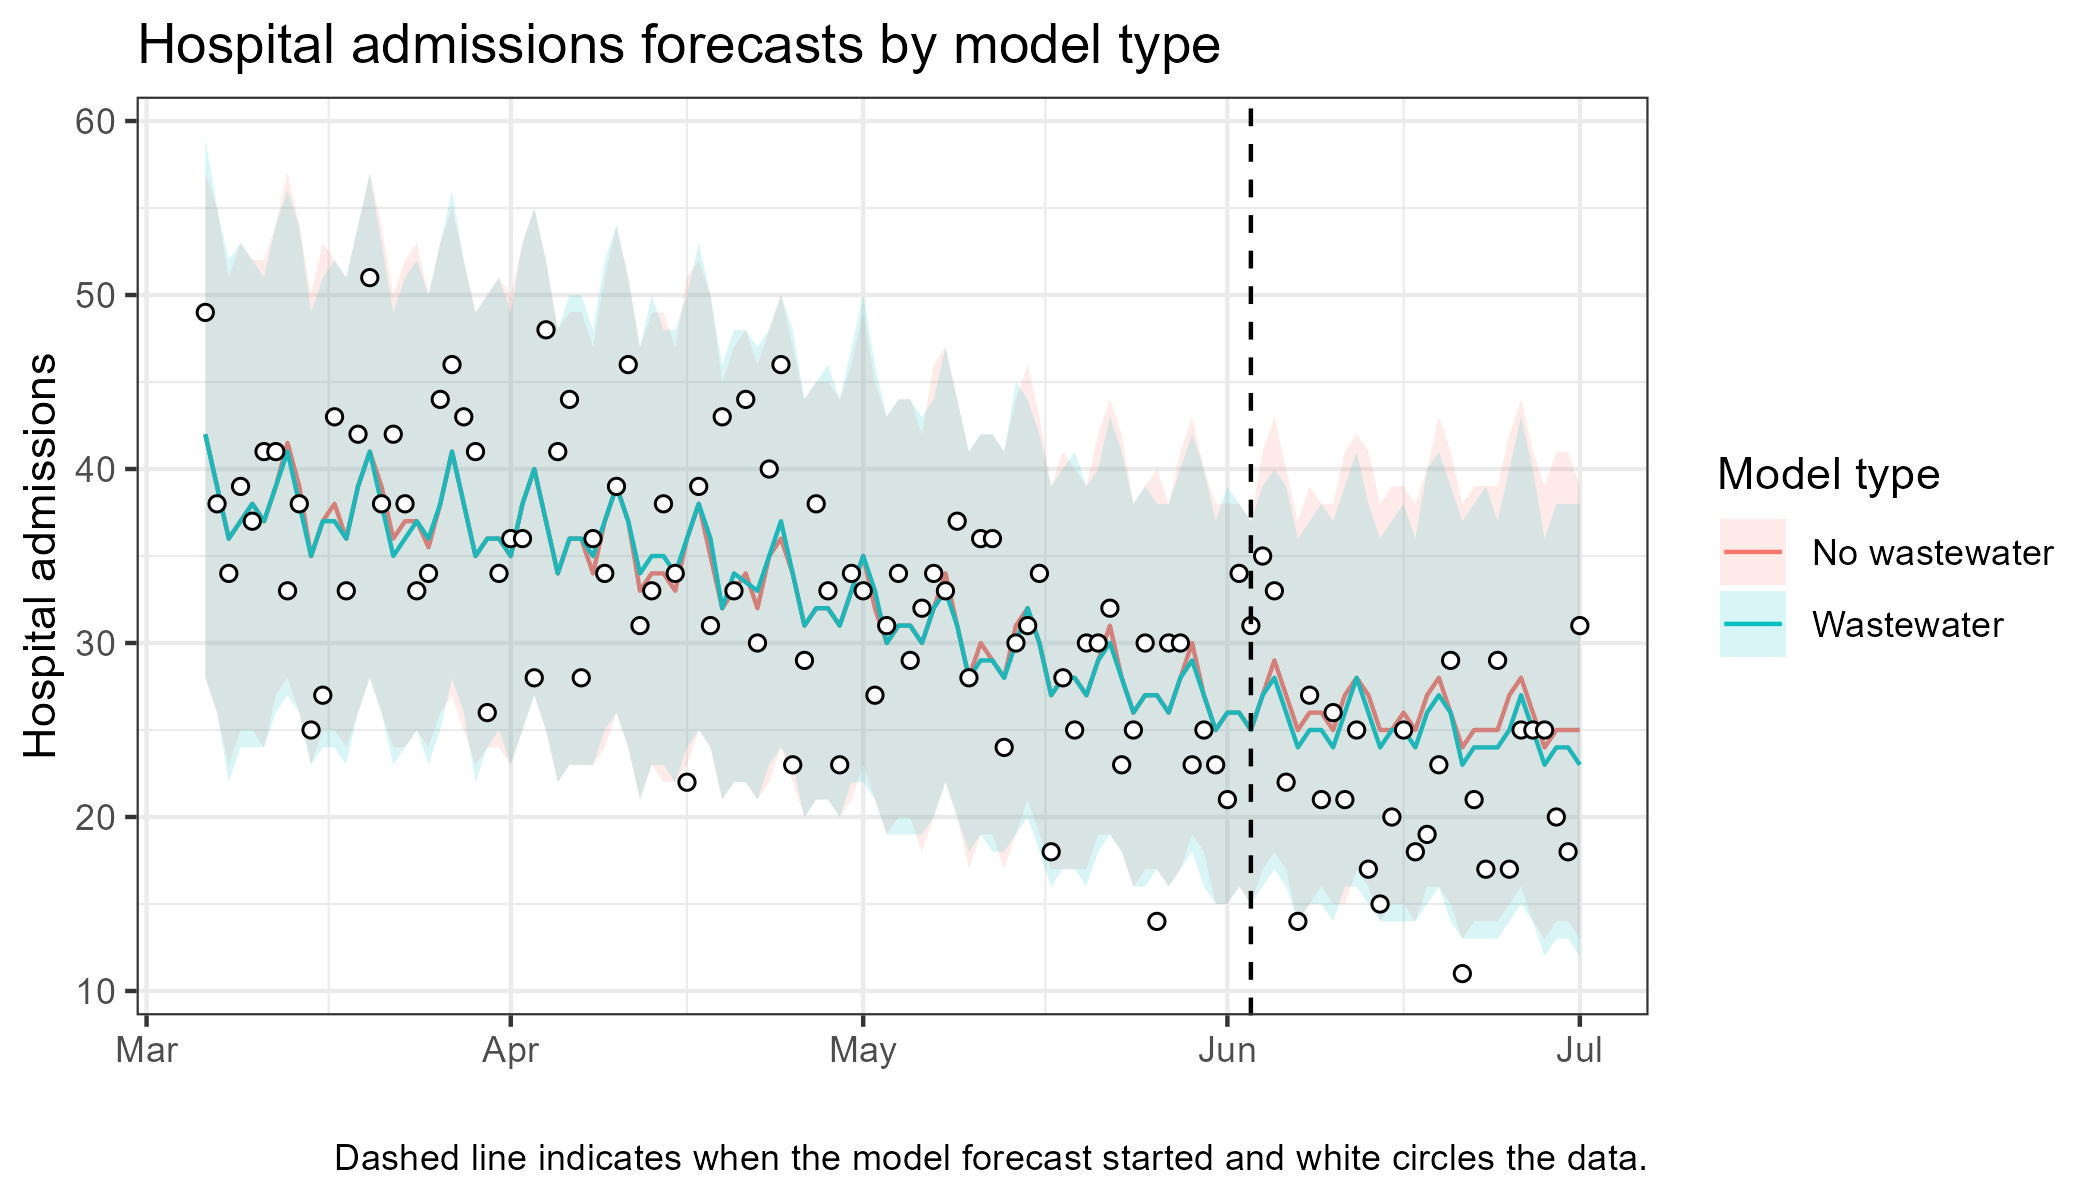 Hospital admissions forecasts by model type
Hospital admissions
60
50
40
30
20
10
Mar
Apr
May
Jun
Jul
Model type
No wastewater
Wastewater
Dashed line indicates when the model forecast started and white circles the data.